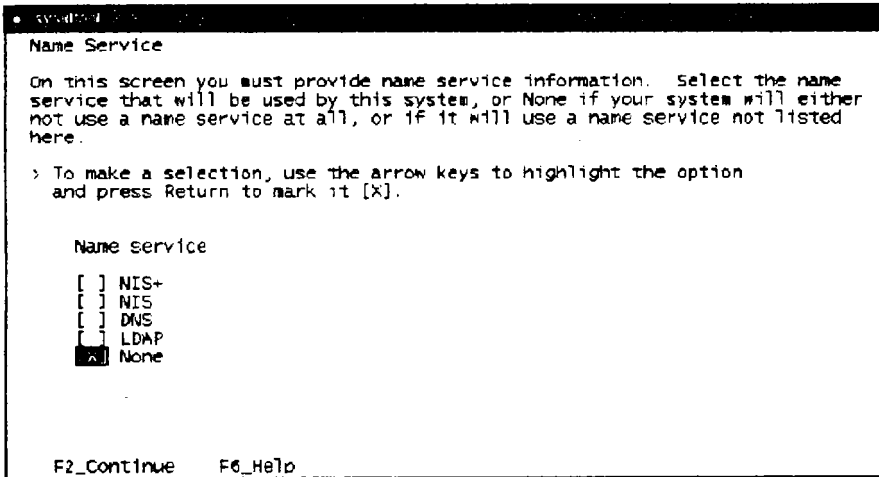 Name Service
On this screen you must provide name service information. Select the name
service that will be used by this system, or None if your system will either
not use a name service at all, or if it will use a name service not listed
here.
> To make a selection, use the arrow keys to highlight the option
and press Return to mark it [X].
Name service
[ ] NIS+
[ ] NIS
[ ] DNS
[ ] LDAP
[X] None
F2_Continue F6_Help